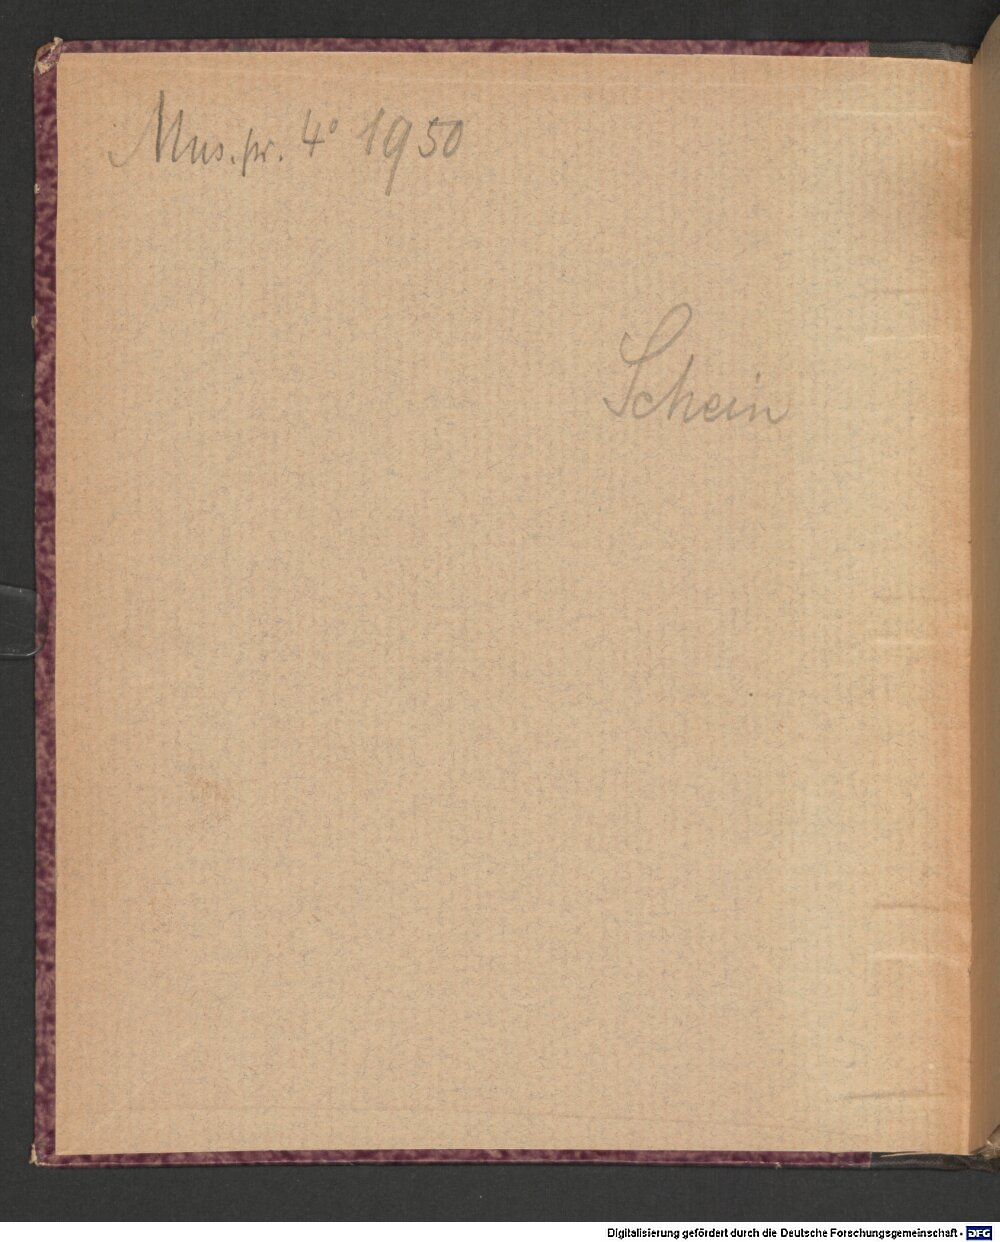 Mus. pr. 4° 1950
Schein
Digitalisierung gefördert durch die Deutsche Forschungsgemeinschaft - DFG